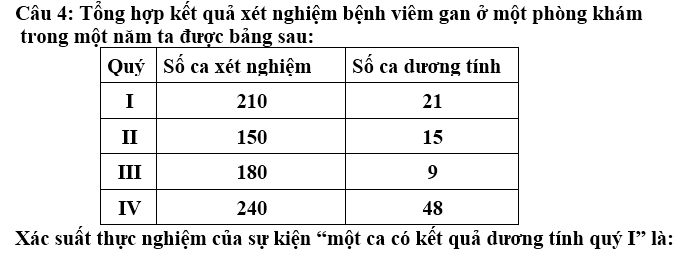 Câu 4: Tổng hợp kết quả xét nghiệm bệnh viêm gan ở một phòng khám
trong một năm ta được bảng sau:
Quý Số ca xét nghiệm Số ca dương tính
I 210 21
II 150 15
III 180 9
IV 240 48
Xác suất thực nghiệm của sự kiện “một ca có kết quả dương tính quý I” là: